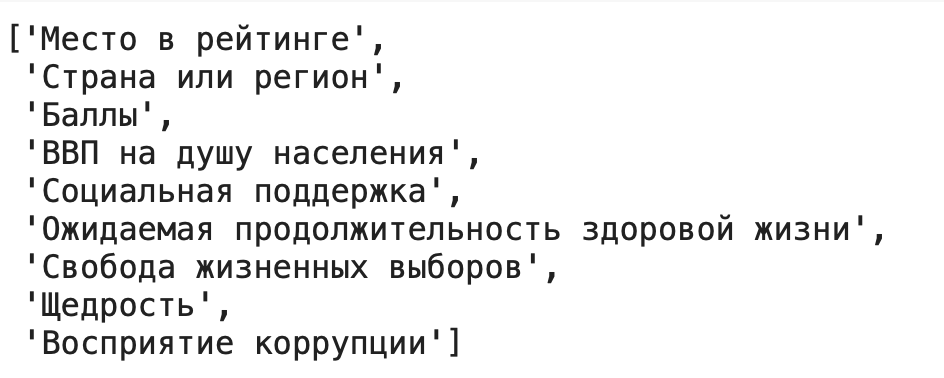 ['Место в рейтинге',
'Страна или регион',
'Баллы',
'ВВП на душу населения',
'Социальная поддержка',
'Ожидаемая продолжительность здоровой жизни',
'Свобода жизненных выборов',
'Щедрость',
'Восприятие коррупции']